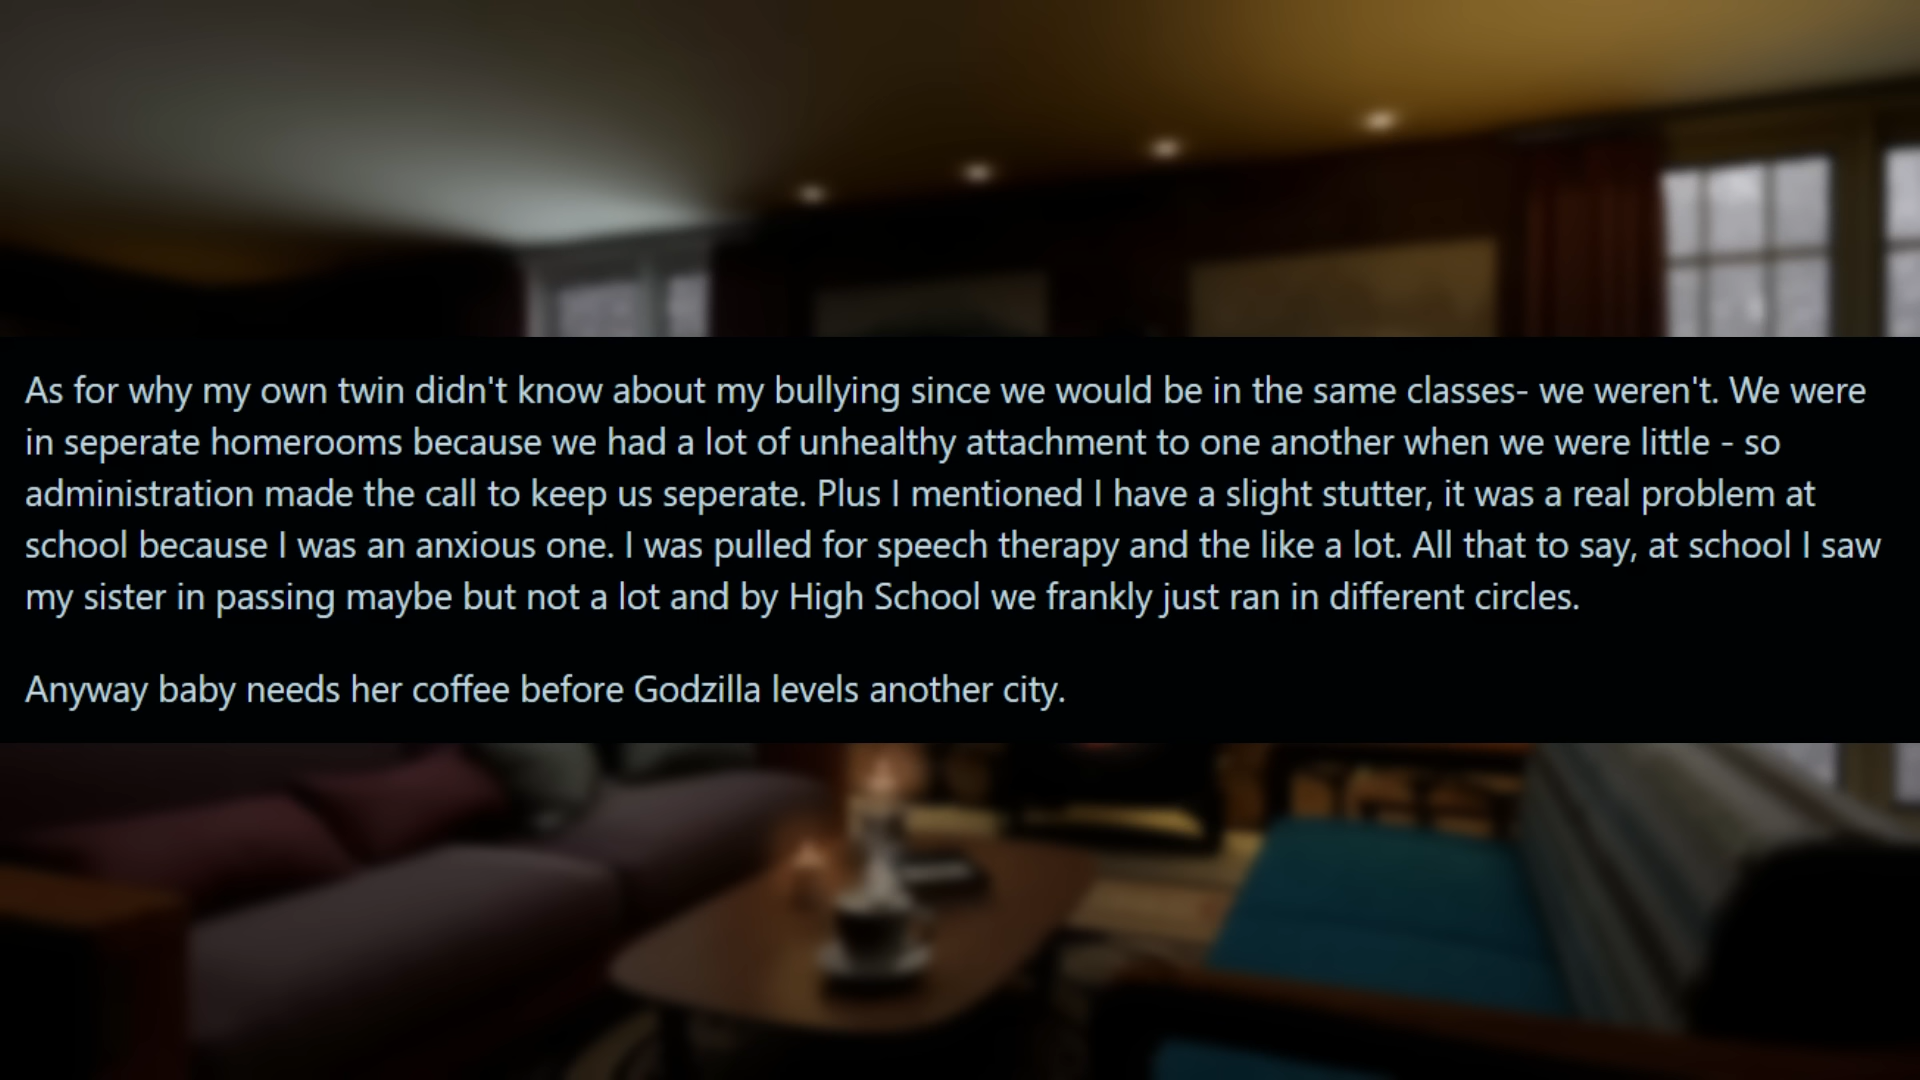 As for why my own twin didn't know about my bullying since we would be in the same classes- we weren't. We were
in seperate homerooms because we had a lot of unhealthy attachment to one another when we were little - so
administration made the call to keep us seperate. Plus I mentioned I have a slight stutter, it was a real problem at
school because I was an anxious one. I was pulled for speech therapy and the like a lot. All that to say, at school I saw
my sister in passing maybe but not a lot and by High School we frankly just ran in different circles.
Anyway baby needs her coffee before Godzilla levels another city.